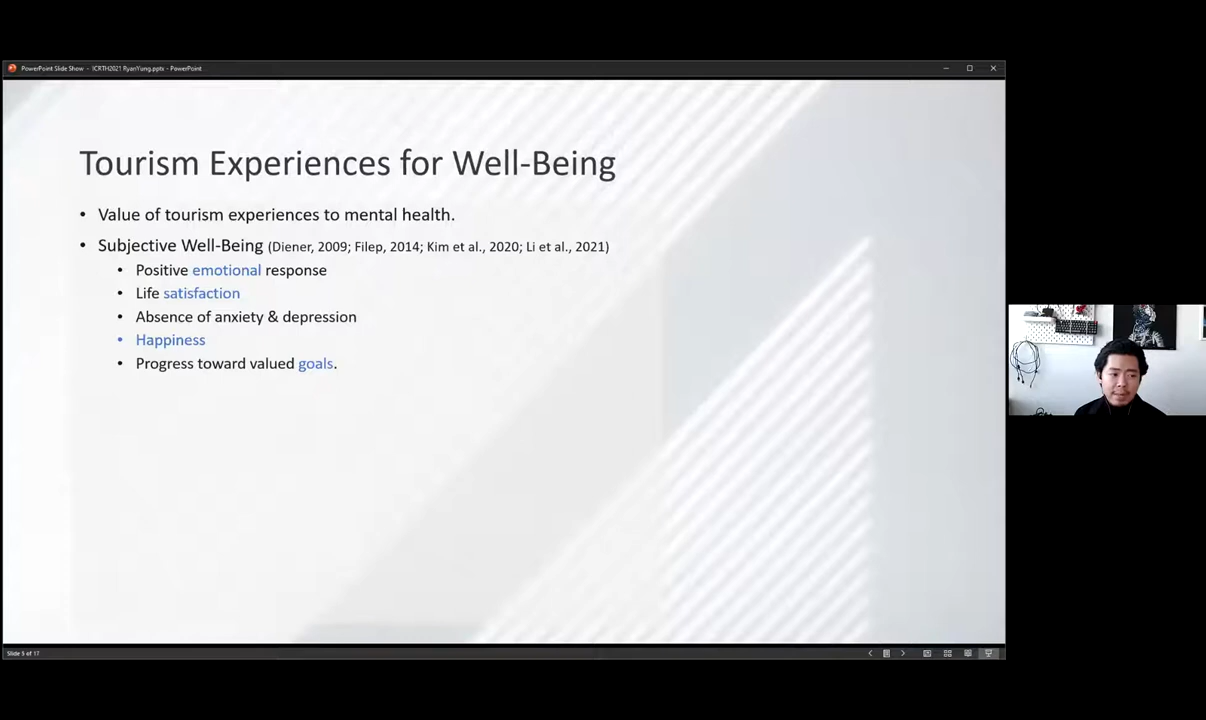 PowerPoint Slide Show - ICRTH2021 RyanYung.pptx - PowerPoint
Tourism Experiences for Well-Being
• Value of tourism experiences to mental health.
• Subjective Well-Being (Diener, 2009; Filep, 2014; Kim et al., 2020; Li et al., 2021)
• Positive emotional response
• Life satisfaction
• Absence of anxiety & depression
• Happiness
• Progress toward valued goals.
Slide 5 of 17